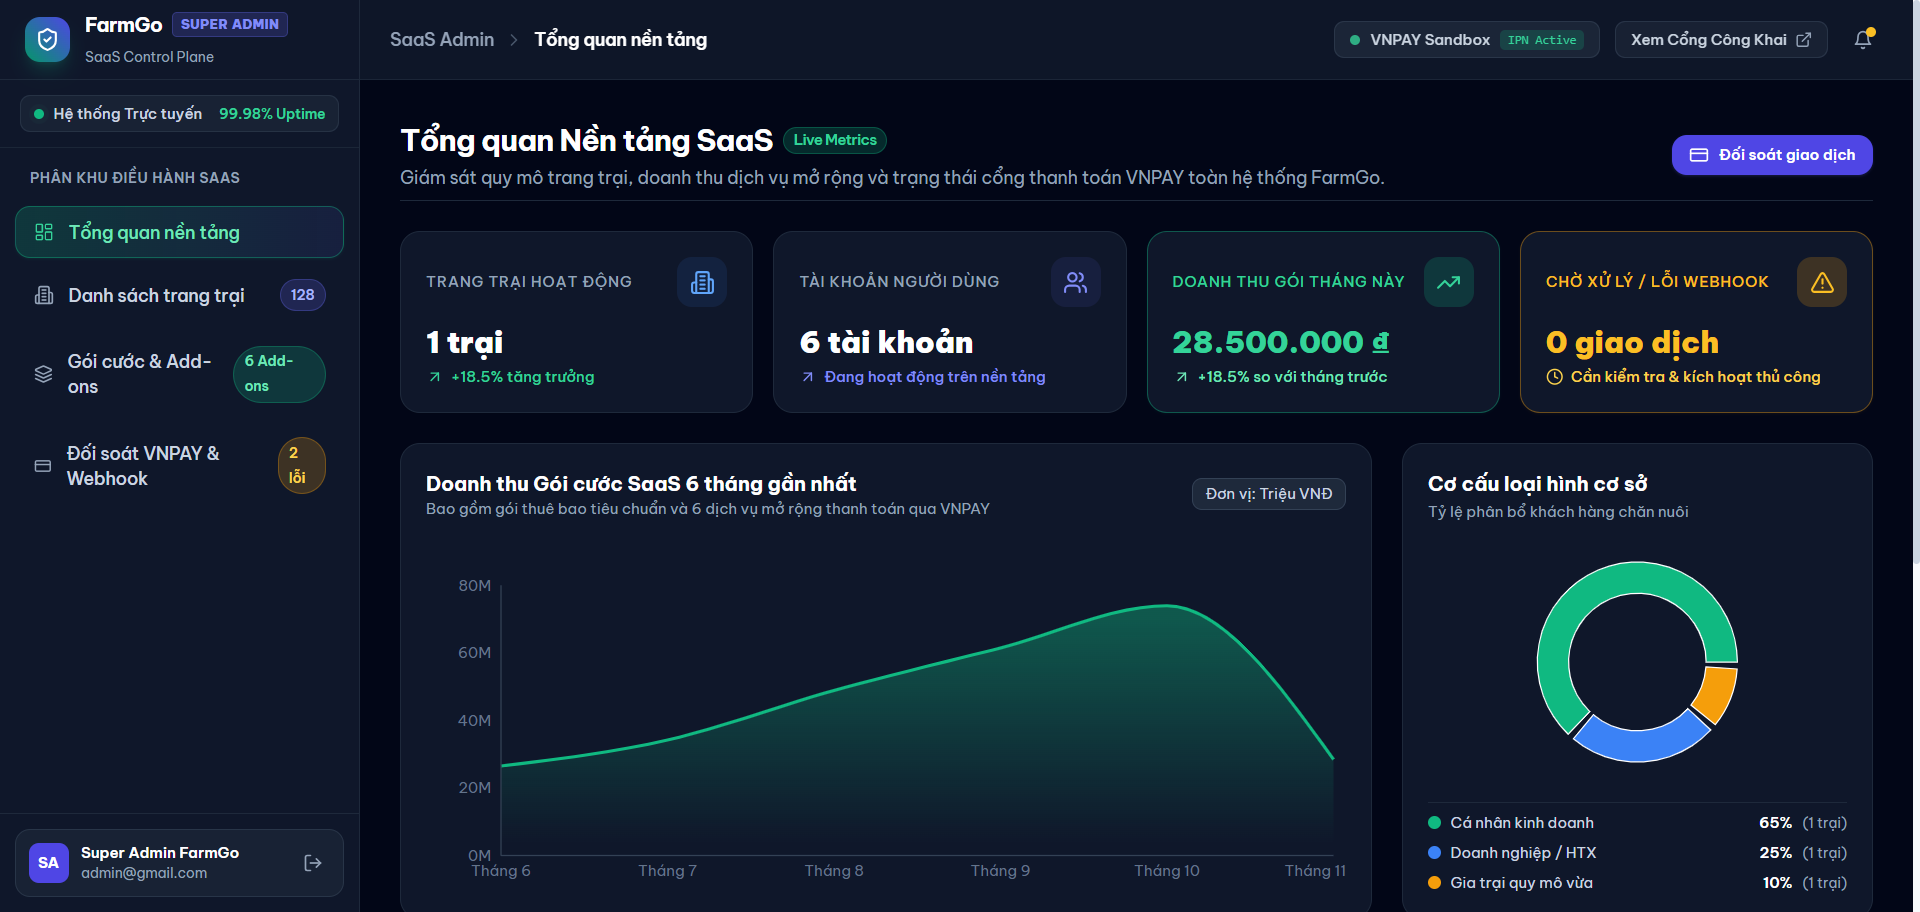 FarmGo SUPER ADMIN
SaaS Control Plane
Hệ thống Trực tuyến 99.98% Uptime
PHÂN KHU ĐIỀU HÀNH SAAS
Tổng quan nền tảng
Danh sách trang trại 128
Gói cước & Add-
ons
6 Add-
ons
Đối soát VNPAY &
Webhook
2
lỗi
SA
Super Admin FarmGo
admin@gmail.com
SaaS Admin Tổng quan nền tảng
VNPAY Sandbox IPN Active
Xem Cổng Công Khai
Tổng quan Nền tảng SaaS Live Metrics
Giám sát quy mô trang trại, doanh thu dịch vụ mở rộng và trạng thái cổng thanh toán VNPAY toàn hệ thống FarmGo.
Đối soát giao dịch
TRANG TRẠI HOẠT ĐỘNG
1 trại
+18.5% tăng trưởng
TÀI KHOẢN NGƯỜI DÙNG
6 tài khoản
Đang hoạt động trên nền tảng
DOANH THU GÓI THÁNG NÀY
28.500.000 ₫
+18.5% so với tháng trước
CHỜ XỬ LÝ / LỖI WEBHOOK
0 giao dịch
Cần kiểm tra & kích hoạt thủ công
Doanh thu Gói cước SaaS 6 tháng gần nhất
Bao gồm gói thuê bao tiêu chuẩn và 6 dịch vụ mở rộng thanh toán qua VNPAY
Đơn vị: Triệu VNĐ
80M
60M
40M
20M
0M
Tháng 6 Tháng 7 Tháng 8 Tháng 9 Tháng 10 Tháng 11
Cơ cấu loại hình cơ sở
Tỷ lệ phân bổ khách hàng chăn nuôi
Cá nhân kinh doanh 65% (1 trại)
Doanh nghiệp / HTX 25% (1 trại)
Gia trại quy mô vừa 10% (1 trại)